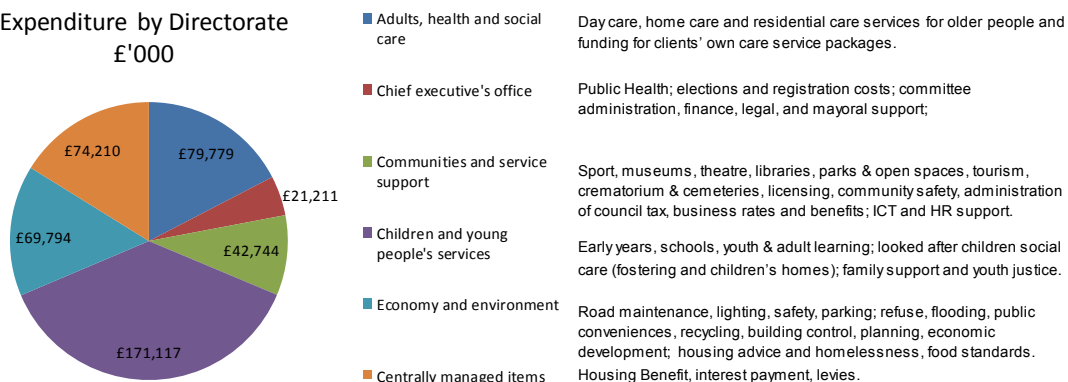 Expenditure by Directorate
£'000
£74,210
£79,779
£21,211
£69,794
£42,744
£171,117
Adults, health and social
care
Day care, home care and residential care services for older people and
funding for clients' own care service packages.
Chief executive's office
Public Health; elections and registration costs; committee
administration, finance, legal, and mayoral support;
Communities and service
support
Sport, museums, theatre, libraries, parks & open spaces, tourism,
crematorium & cemeteries, licensing, community safety, administration
of council tax, business rates and benefits; ICT and HR support.
Children and young
people's services
Early years, schools, youth & adult learning; looked after children social
care (fostering and children's homes); family support and youth justice.
Economy and environment
Road maintenance, lighting, safety, parking; refuse, flooding, public
conveniences, recycling, building control, planning, economic
development; housing advice and homelessness, food standards.
Centrally managed items
Housing Benefit, interest payment, levies.